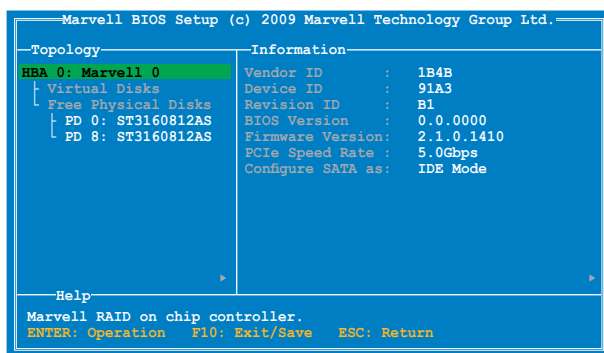 Marvell BIOS Setup (c) 2009 Marvell Technology Group Ltd.
Topology
HBA 0: Marvell 0
Virtual Disks
Free Physical Disks
PD 0: ST3160812AS
PD 8: ST3160812AS
Information
Vendor ID : 1B4B
Device ID : 91A3
Revision ID : B1
BIOS Version : 0.0.0000
Firmware Version: 2.1.0.1410
PCIe Speed Rate : 5.0Gbps
Configure SATA as: IDE Mode
Help
Marvell RAID on chip controller.
ENTER: Operation F10: Exit/Save ESC: Return